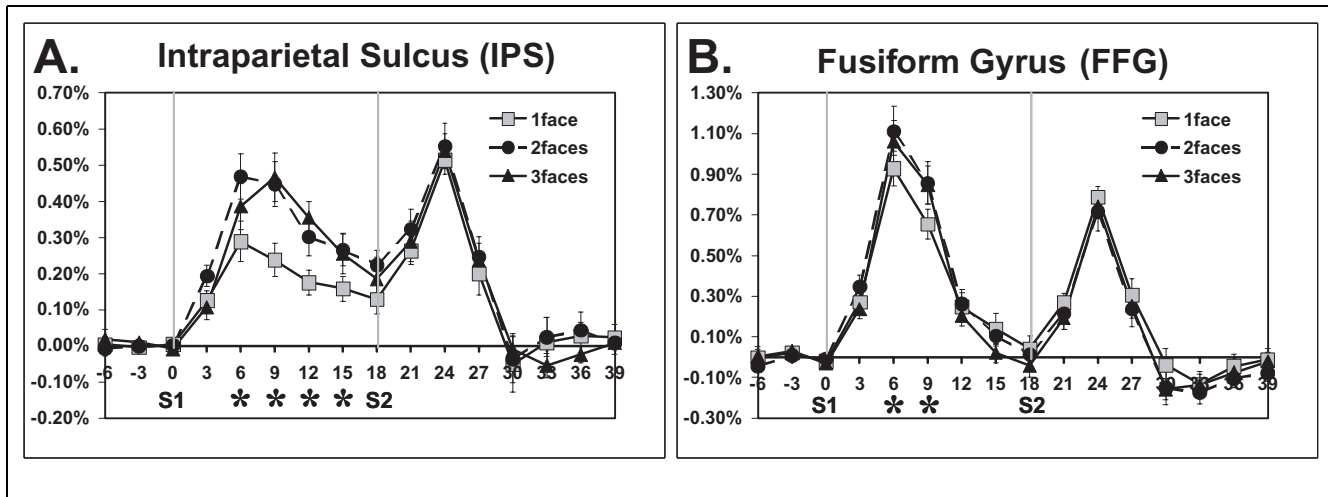 A. Intraparietal Sulcus (IPS)
0.70%
0.60%
0.50%
0.40%
0.30%
0.20%
0.10%
0.00%
-0.10%
-0.20%
1face
2faces
3faces
-6 -3 0 3 6 9 12 15 18 21 24 27 30 33 36 39
S1 * * * * S2
B. Fusiform Gyrus (FFG)
1.30%
1.10%
0.90%
0.70%
0.50%
0.30%
0.10%
-0.10%
-0.30%
1face
2faces
3faces
-6 -3 0 3 6 9 12 15 18 21 24 27 30 33 36 39
S1 * * S2